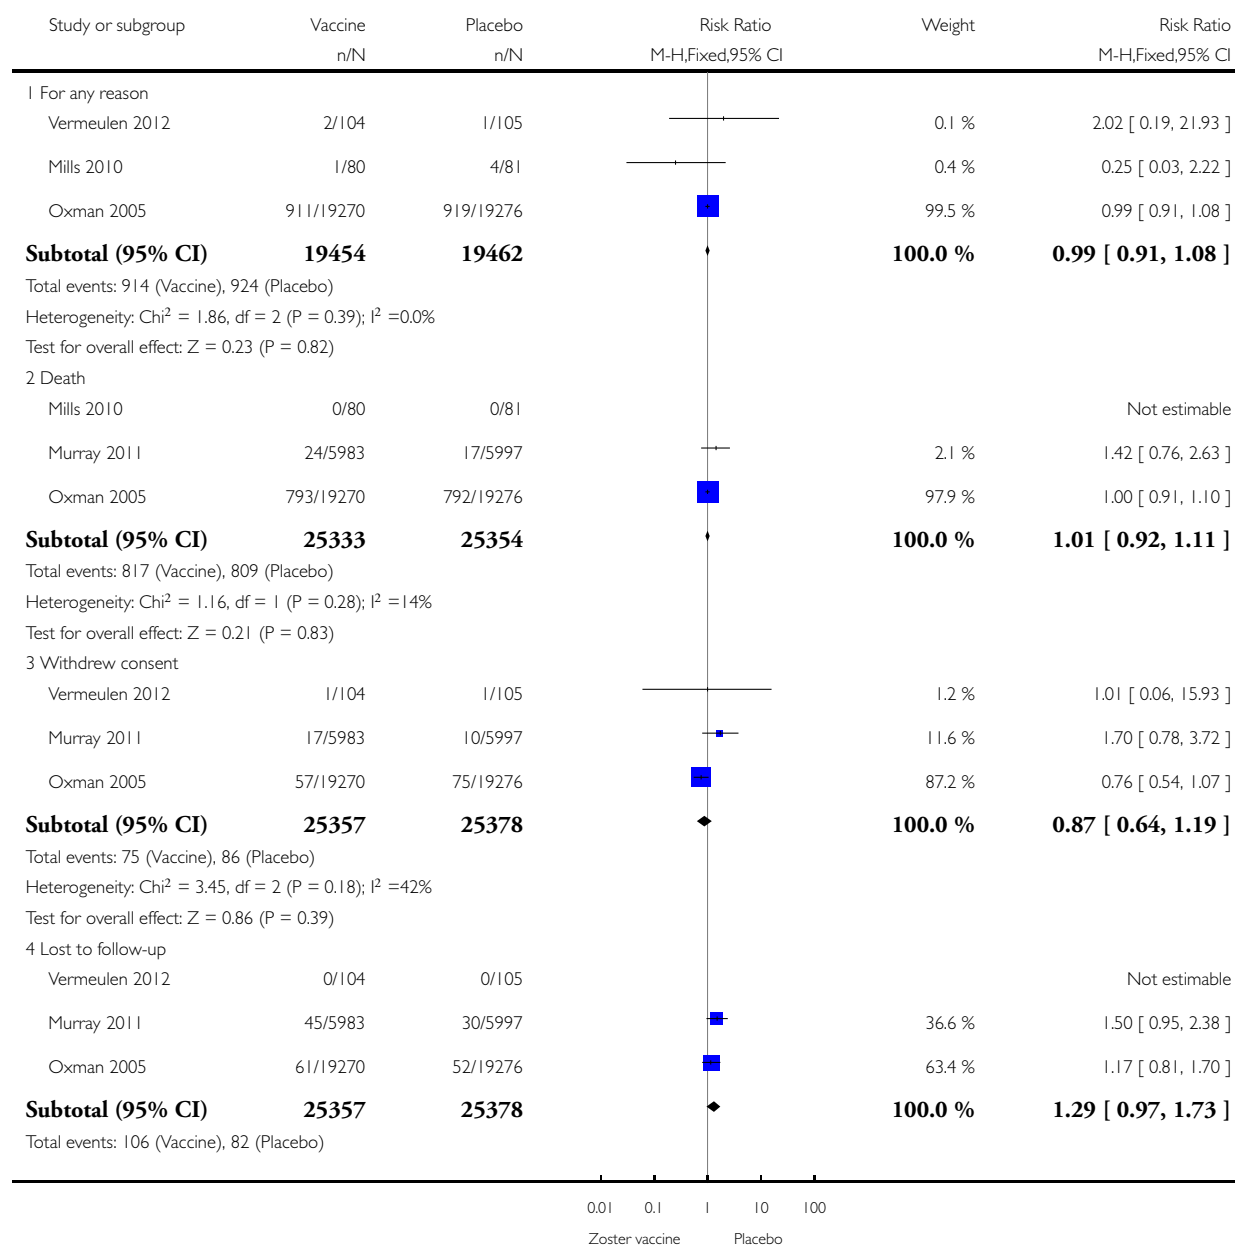 Study or subgroup Vaccine Placebo Risk Ratio Weight Risk Ratio
n/N n/N M-H,Fixed,95% CI M-H,Fixed,95% CI
1 For any reason
Vermeulen 2012 2/104 1/105 0.1 % 2.02 [ 0.19, 21.93 ]
Mills 2010 1/80 4/81 0.4 % 0.25 [ 0.03, 2.22 ]
Oxman 2005 911/19270 919/19276 99.5 % 0.99 [ 0.91, 1.08 ]
Subtotal (95% CI) 19454 19462 100.0 % 0.99 [ 0.91, 1.08 ]
Total events: 914 (Vaccine), 924 (Placebo)
Heterogeneity: Chi² = 1.86, df = 2 (P = 0.39); I² =0.0%
Test for overall effect: Z = 0.23 (P = 0.82)
2 Death
Mills 2010 0/80 0/81 Not estimable
Murray 2011 24/5983 17/5997 2.1 % 1.42 [ 0.76, 2.63 ]
Oxman 2005 793/19270 792/19276 97.9 % 1.00 [ 0.91, 1.10 ]
Subtotal (95% CI) 25333 25354 100.0 % 1.01 [ 0.92, 1.11 ]
Total events: 817 (Vaccine), 809 (Placebo)
Heterogeneity: Chi² = 1.16, df = 1 (P = 0.28); I² =14%
Test for overall effect: Z = 0.21 (P = 0.83)
3 Withdrew consent
Vermeulen 2012 1/104 1/105 1.2 % 1.01 [ 0.06, 15.93 ]
Murray 2011 17/5983 10/5997 11.6 % 1.70 [ 0.78, 3.72 ]
Oxman 2005 57/19270 75/19276 87.2 % 0.76 [ 0.54, 1.07 ]
Subtotal (95% CI) 25357 25378 100.0 % 0.87 [ 0.64, 1.19 ]
Total events: 75 (Vaccine), 86 (Placebo)
Heterogeneity: Chi² = 3.45, df = 2 (P = 0.18); I² =42%
Test for overall effect: Z = 0.86 (P = 0.39)
4 Lost to follow-up
Vermeulen 2012 0/104 0/105 Not estimable
Murray 2011 45/5983 30/5997 36.6 % 1.50 [ 0.95, 2.38 ]
Oxman 2005 61/19270 52/19276 63.4 % 1.17 [ 0.81, 1.70 ]
Subtotal (95% CI) 25357 25378 100.0 % 1.29 [ 0.97, 1.73 ]
Total events: 106 (Vaccine), 82 (Placebo)
0.01 0.1 1 10 100
Zoster vaccine Placebo